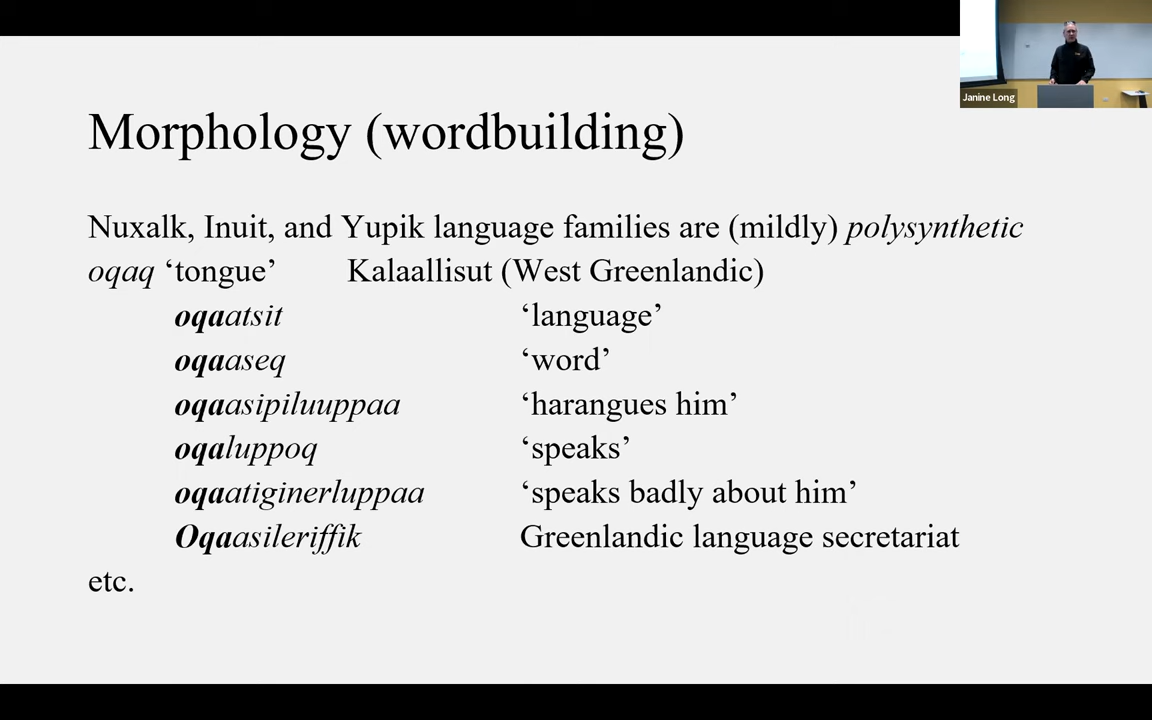 Janine Long
Morphology (wordbuilding)
Nuxalk, Inuit, and Yupik language families are (mildly) polysynthetic
oqaq ‘tongue’ Kalaallisut (West Greenlandic)
oqaatsit ‘language’
oqaaseq ‘word’
oqaasipiluuppaa ‘harangues him’
oqaluppoq ‘speaks’
oqaatiginerluppaa ‘speaks badly about him’
Oqaasileriffik Greenlandic language secretariat
etc.